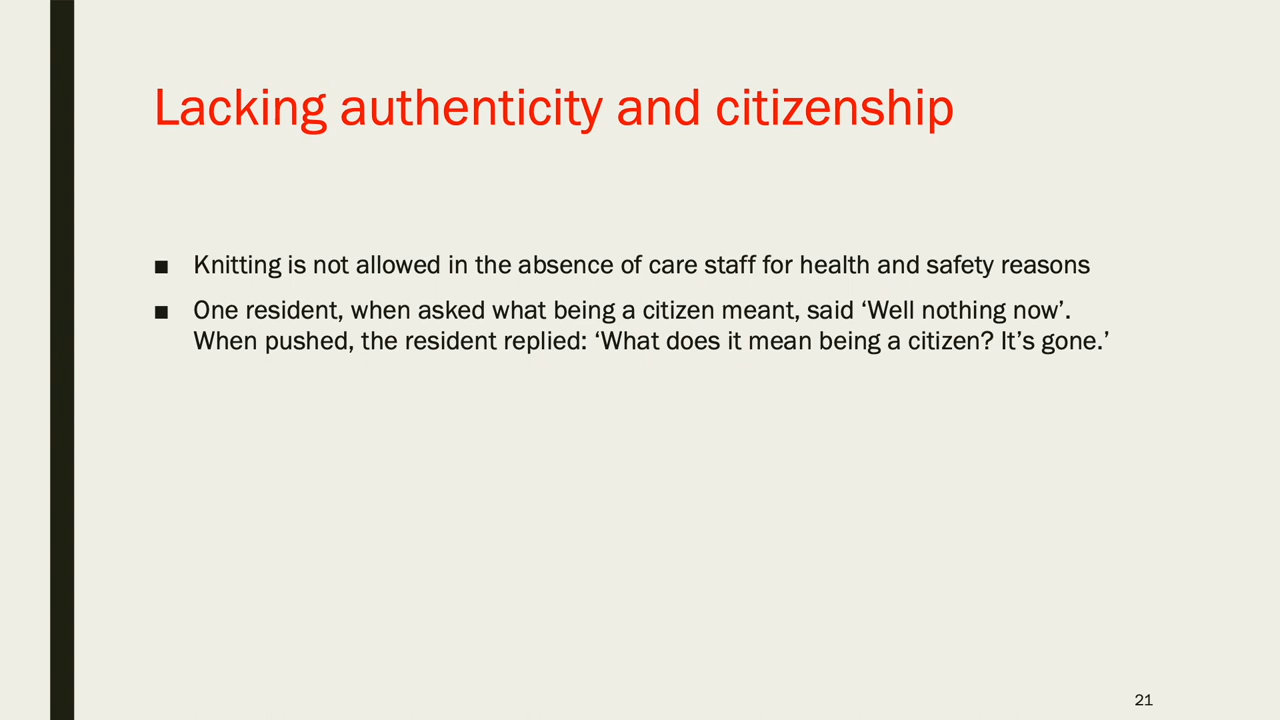 Lacking authenticity and citizenship
■ Knitting is not allowed in the absence of care staff for health and safety reasons
■ One resident, when asked what being a citizen meant, said ‘Well nothing now’.
When pushed, the resident replied: ‘What does it mean being a citizen? It’s gone.’
21